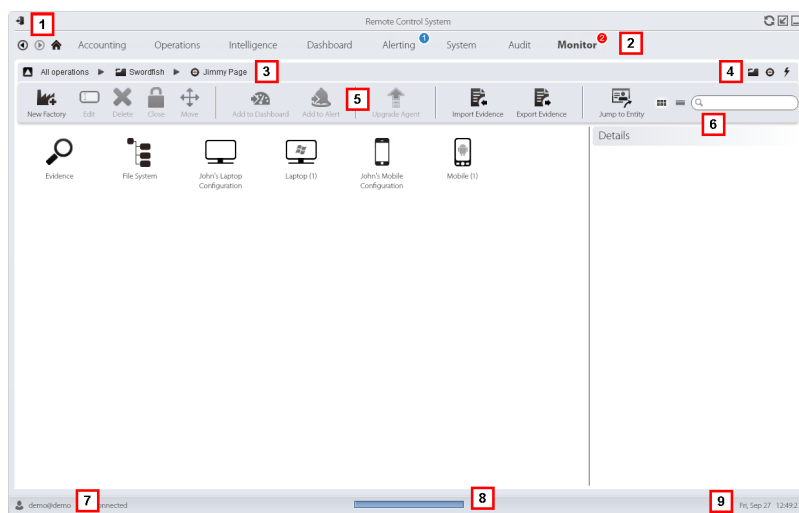 Remote Control System
1
Accounting Operations Intelligence Dashboard Alerting 1 System Audit Monitor 2 2
All operations Swordfish Jimmy Page 3 4
New Factory Edit Delete Close Move Add to Dashboard Add to Alert 5 Upgrade Agent Import Evidence Export Evidence Jump to Entity
6
Details
Evidence File System John's Laptop Configuration Laptop (1) John's Mobile Configuration Mobile (1)
demo@demo 7 8 9 Fri, Sep 27 12:49:2